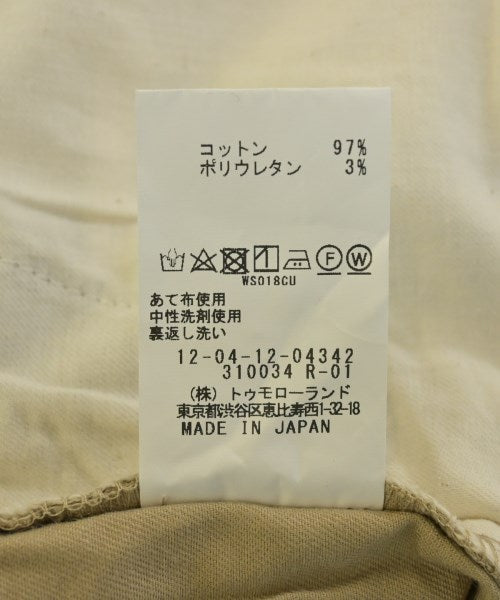 コットン 97%
ポリウレタン 3%
F W
WS018CU
あて布使用
中性洗剤使用
裏返し洗い
12-04-12-04342
310034 R-01
(株) トゥモローランド
東京都渋谷区恵比寿西1-32-18
MADE IN JAPAN